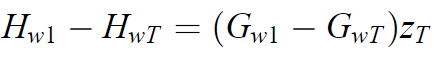 $H_{w1} - H_{wT} = (G_{w1} - G_{wT})z_T$